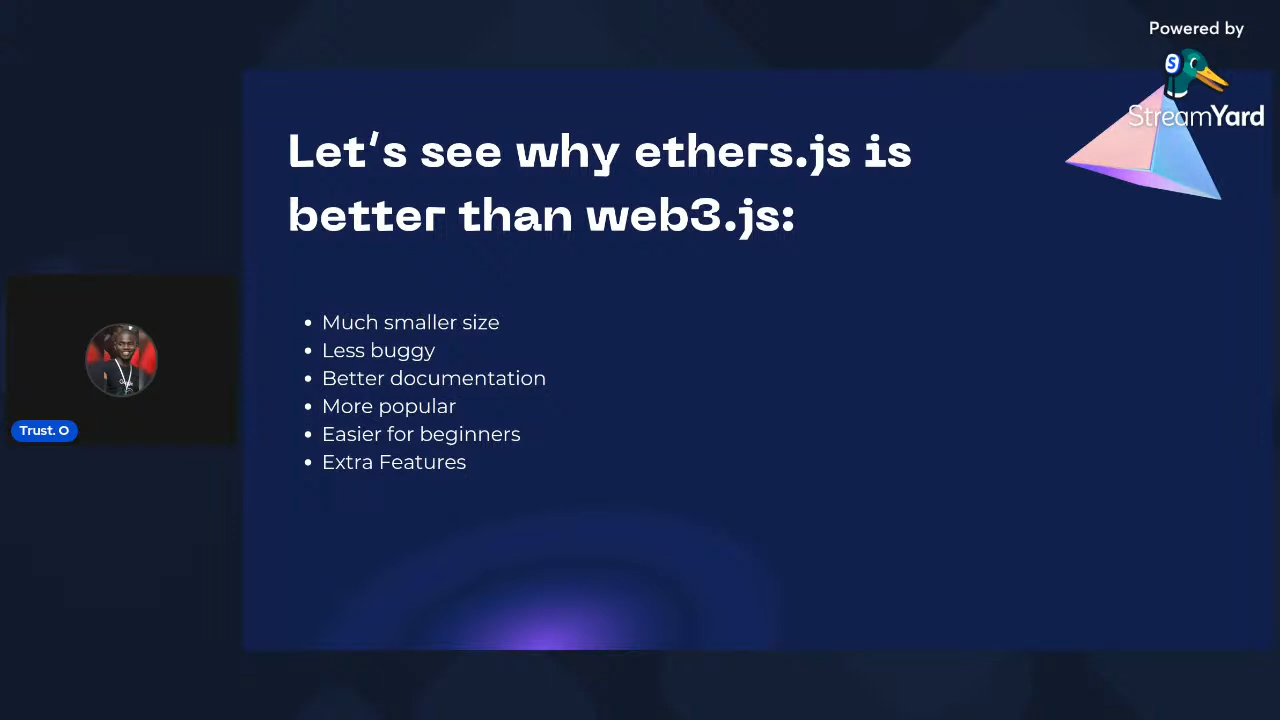 Powered by
S
StreamYard
Let's see why ethers.js is
better than web3.js:
• Much smaller size
• Less buggy
• Better documentation
• More popular
• Easier for beginners
• Extra Features
Trust. O